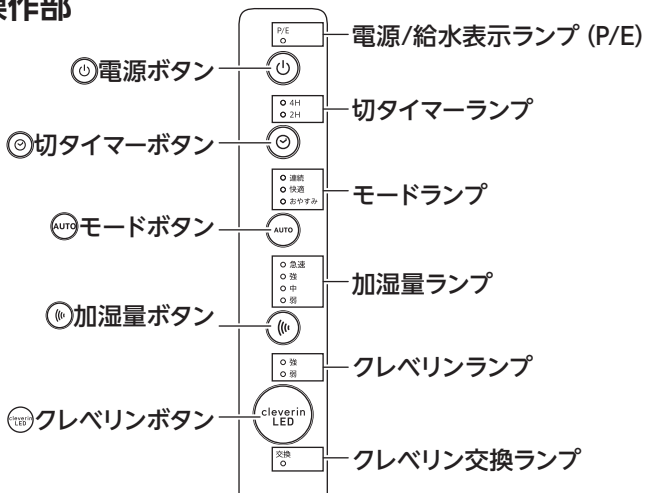 操作部
P/E
電源/給水表示ランプ (P/E)
電源ボタン
4H
2H
切タイマーランプ
切タイマーボタン
連続
快適
おやすみ
モードランプ
AUTO モードボタン
AUTO
急速
強
中
弱
加湿量ランプ
加湿量ボタン
強
弱
クレベリンランプ
cleverin LED クレベリンボタン
cleverin
LED
交換
クレベリン交換ランプ